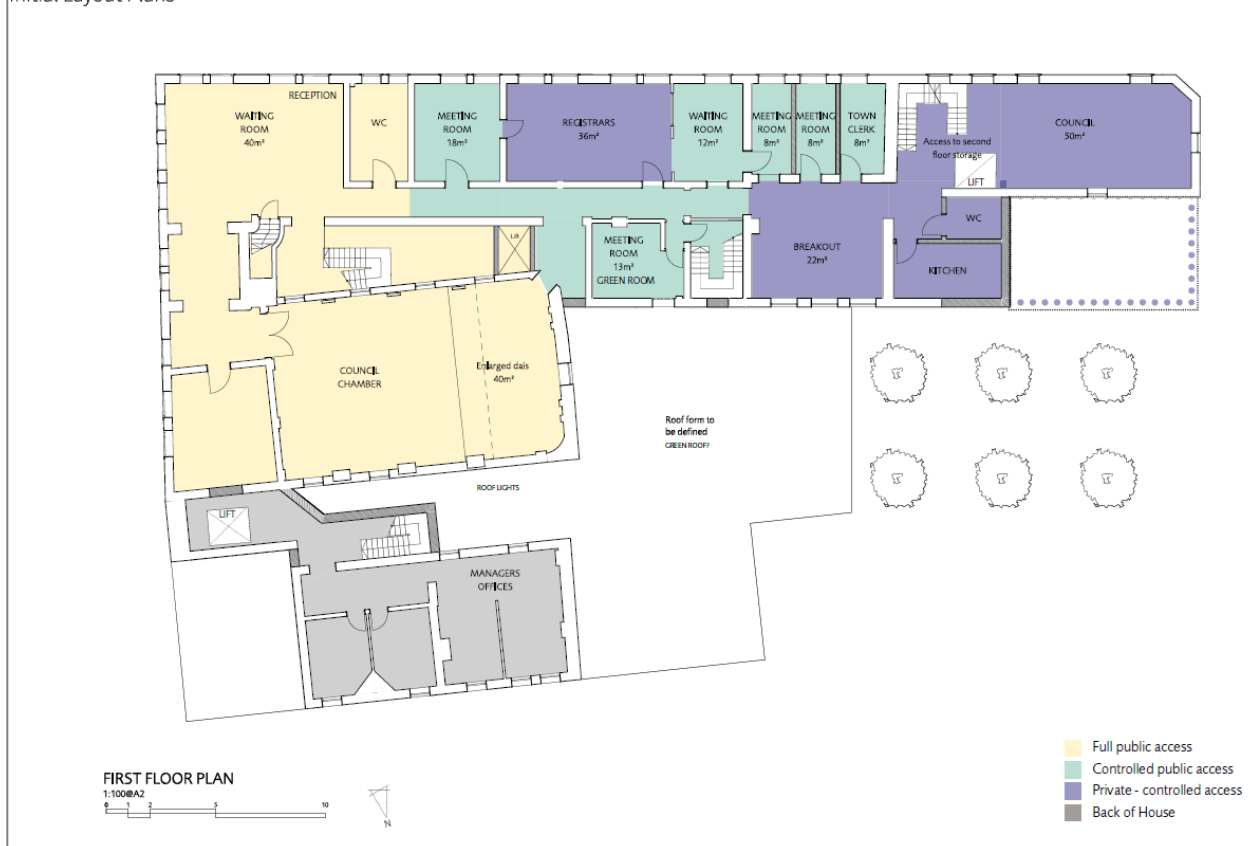 Initial Layout Plans
RECEPTION
WAITING
ROOM
40m²
WC
MEETING
ROOM
18m²
REGISTRARS
36m²
WAITING
ROOM
12m²
MEETING
ROOM
8m²
MEETING
ROOM
8m²
TOWN
CLERK
8m²
COUNCIL
50m²
Access to second
floor storage
LIFT
WC
Lift
MEETING
ROOM
13m²
GREEN ROOM
BREAKOUT
22m²
KITCHEN
COUNCIL
CHAMBER
Enlarged dais
40m²
Roof form to
be defined
GREEN ROOF?
ROOF LIGHTS
LIFT
MANAGERS
OFFICES
Full public access
Controlled public access
Private - controlled access
Back of House
FIRST FLOOR PLAN
1:100@A2
0 1 2 5 10
N